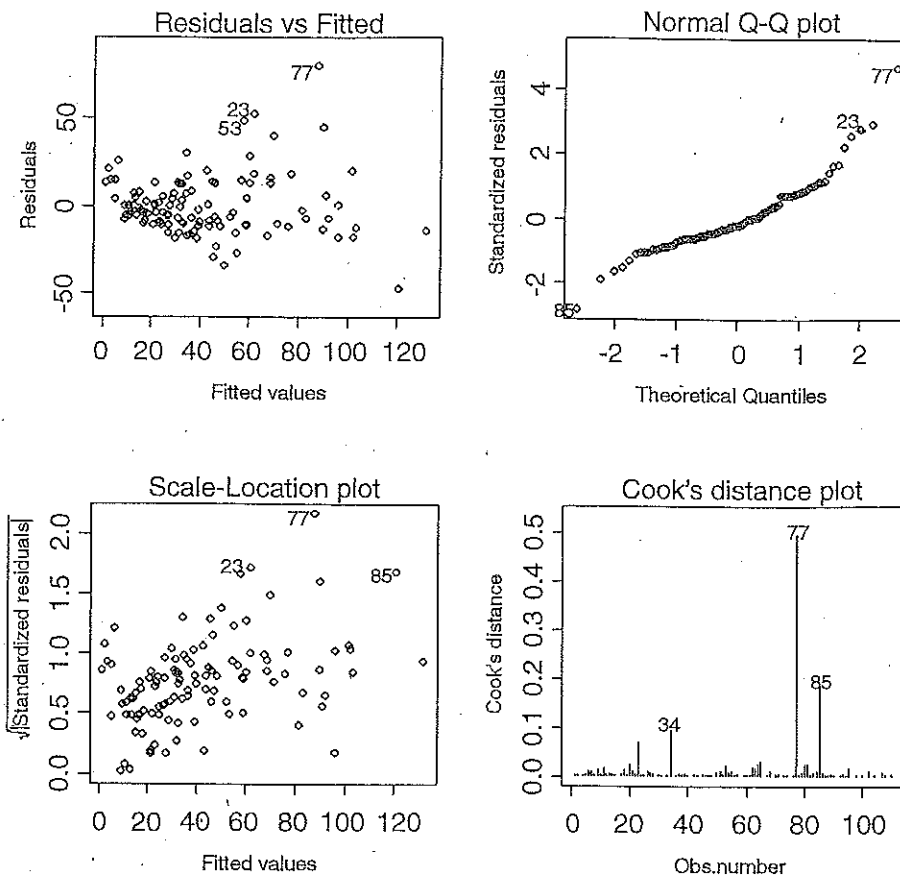 Residuals vs Fitted
77
23
53
Residuals
50
0
-50
0 20 40 60 80 100 120
Fitted values
Normal Q-Q plot
77
23
85
Standardized residuals
4
2
0
-2
-2 -1 0 1 2
Theoretical Quantiles
Scale-Location plot
77
23
85
√|Standardized residuals|
2.0
1.5
1.0
0.5
0.0
0 20 40 60 80 100 120
Fitted values
Cook's distance plot
77
85
34
Cook's distance
0.5
0.4
0.3
0.2
0.1
0.0
0 20 40 60 80 100
Obs.number